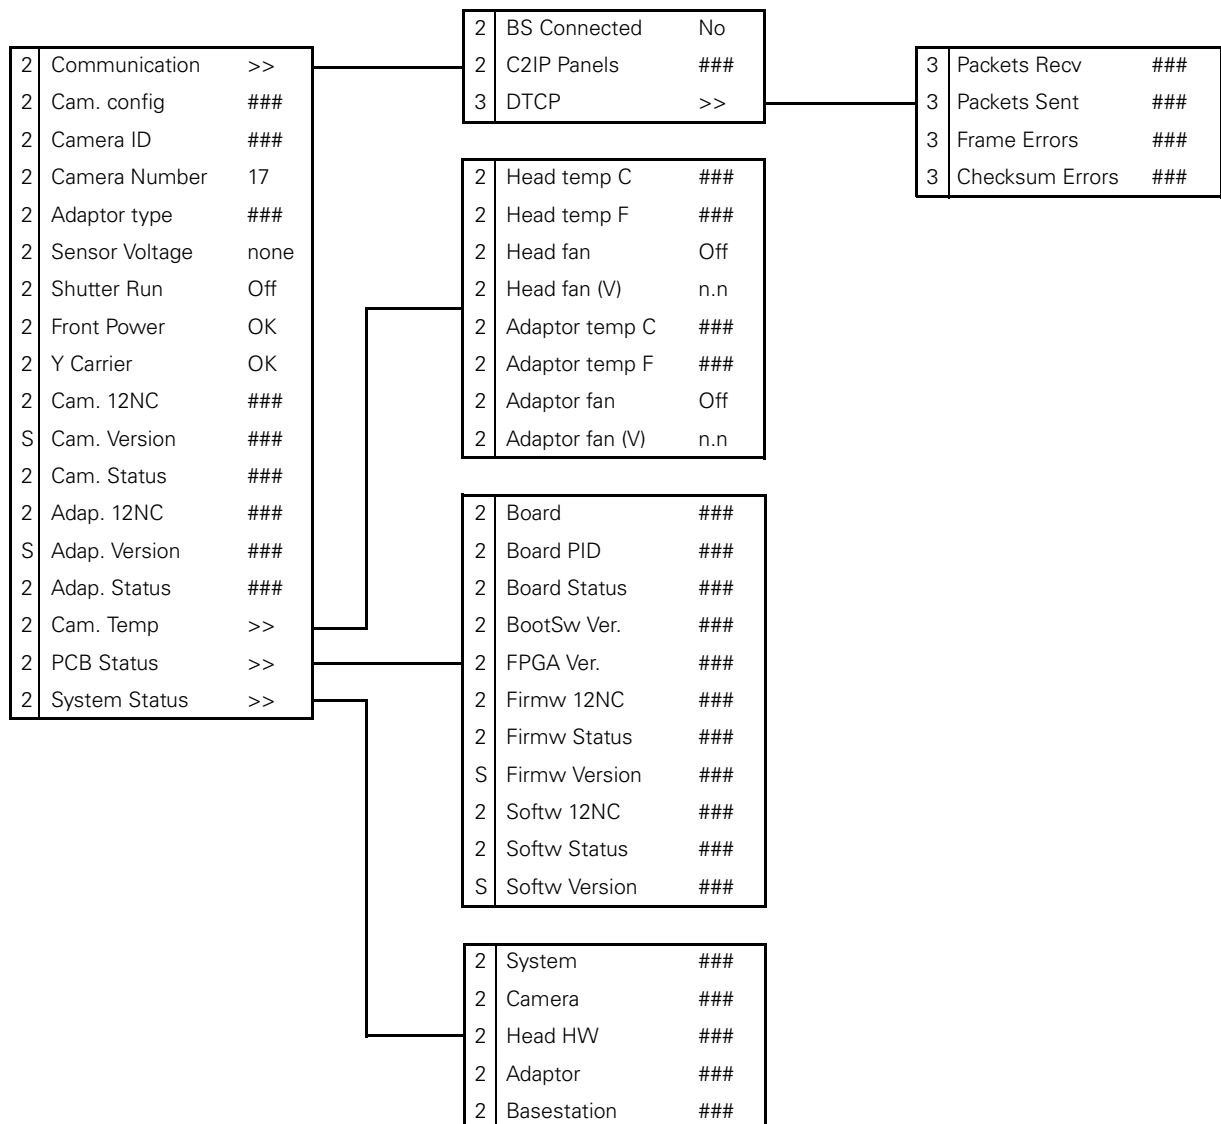 2 Communication >>
2 Cam. config ###
2 Camera ID ###
2 Camera Number 17
2 Adaptor type ###
2 Sensor Voltage none
2 Shutter Run Off
2 Front Power OK
2 Y Carrier OK
2 Cam. 12NC ###
S Cam. Version ###
2 Cam. Status ###
2 Adap. 12NC ###
S Adap. Version ###
2 Adap. Status ###
2 Cam. Temp >>
2 PCB Status >>
2 System Status >>
2 BS Connected No
2 C2IP Panels ###
3 DTCP >>
3 Packets Recv ###
3 Packets Sent ###
3 Frame Errors ###
3 Checksum Errors ###
2 Head temp C ###
2 Head temp F ###
2 Head fan Off
2 Head fan (V) n.n
2 Adaptor temp C ###
2 Adaptor temp F ###
2 Adaptor fan Off
2 Adaptor fan (V) n.n
2 Board ###
2 Board PID ###
2 Board Status ###
2 BootSw Ver. ###
2 FPGA Ver. ###
2 Firmw 12NC ###
2 Firmw Status ###
S Firmw Version ###
2 Softw 12NC ###
2 Softw Status ###
S Softw Version ###
2 System ###
2 Camera ###
2 Head HW ###
2 Adaptor ###
2 Basestation ###